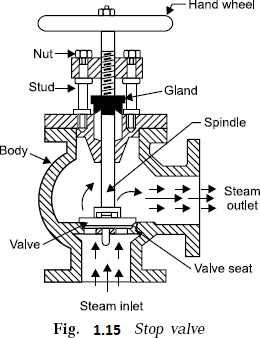 Hand wheel
Nut
Stud
Gland
Spindle
Body
Steam
outlet
Valve
Valve seat
Steam inlet
Fig. 1.15 Stop valve